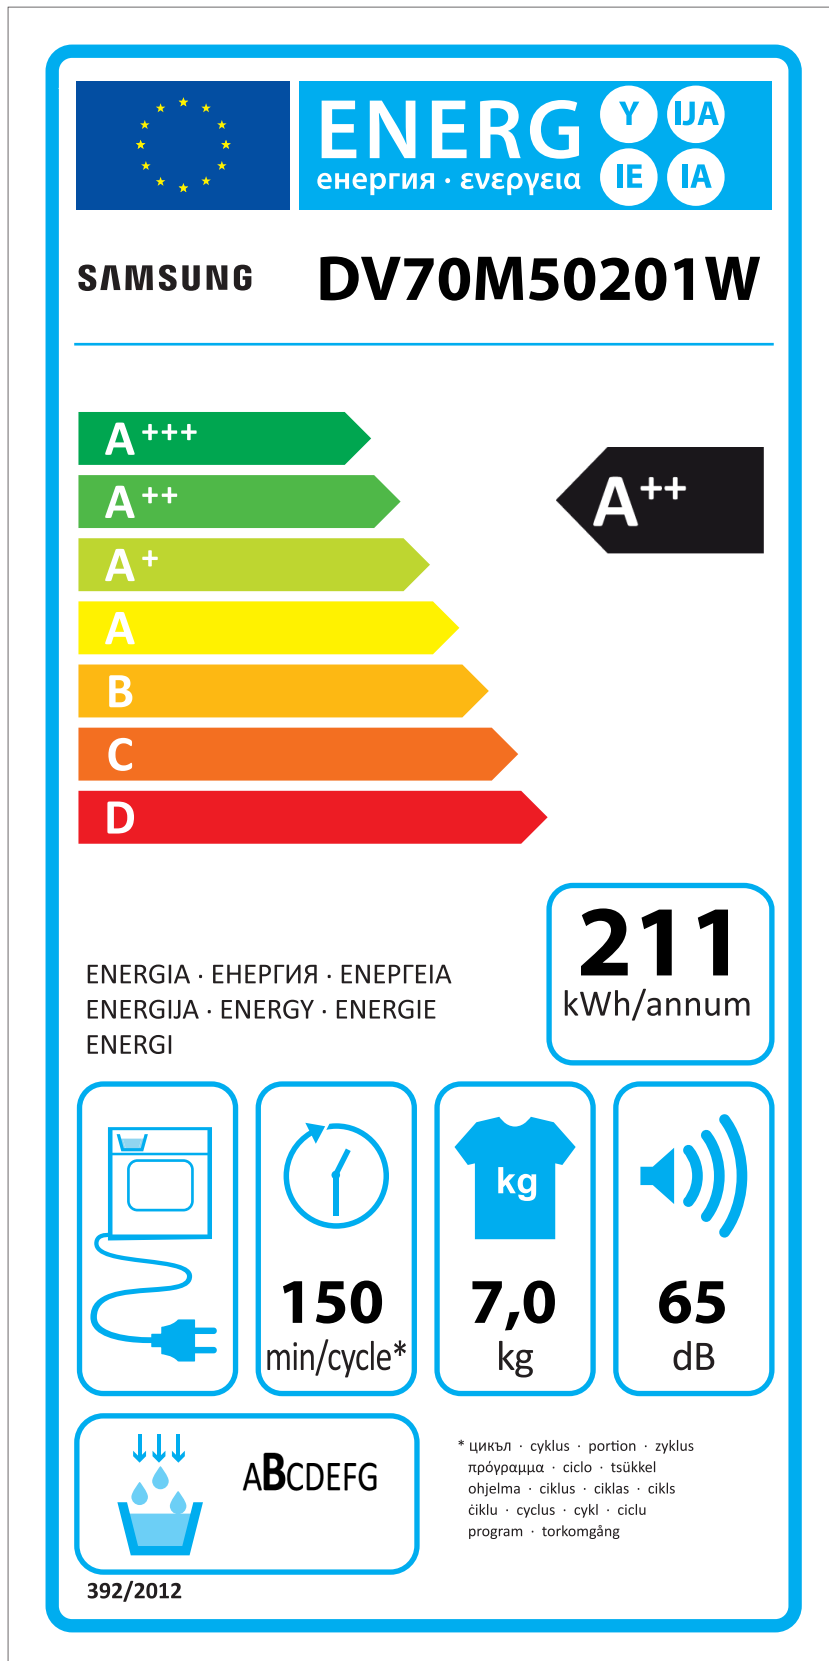 ENERG Y IJA
енергия · ενεργεια IE IA
SAMSUNG DV70M50201W
A+++
A++
A++
A+
A
B
C
D
211
kWh/annum
ENERGIA · ЕНЕРГИЯ · ΕΝΕΡΓΕΙΑ
ENERGIJA · ENERGY · ENERGIE
ENERGI
kg
150
min/cycle*
7,0
kg
65
dB
ABCDEFG
* цикъл · cyklus · portion · zyklus
πρόγραμμα · ciclo · tsükkel
ohjelma · ciklus · ciklas · cikls
ċiklu · cyclus · cykl · ciclu
program · torkomgång
392/2012